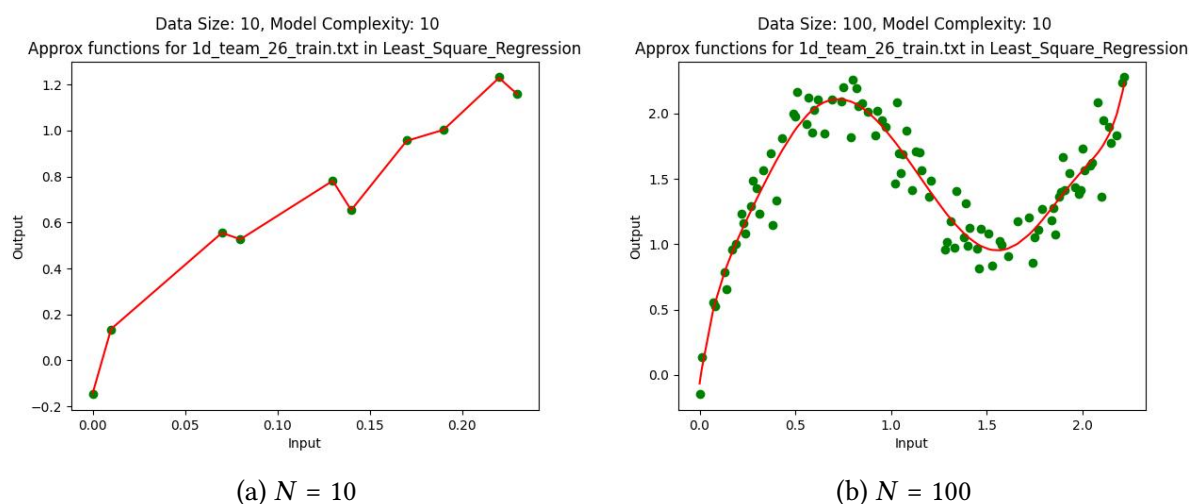 Data Size: 10, Model Complexity: 10
Approx functions for 1d_team_26_train.txt in Least_Square_Regression
1.2
1.0
0.8
0.6
0.4
0.2
0.0
−0.2
Output
0.00 0.05 0.10 0.15 0.20
Input
(a) N = 10
Data Size: 100, Model Complexity: 10
Approx functions for 1d_team_26_train.txt in Least_Square_Regression
2.0
1.5
1.0
0.5
0.0
Output
0.0 0.5 1.0 1.5 2.0
Input
(b) N = 100